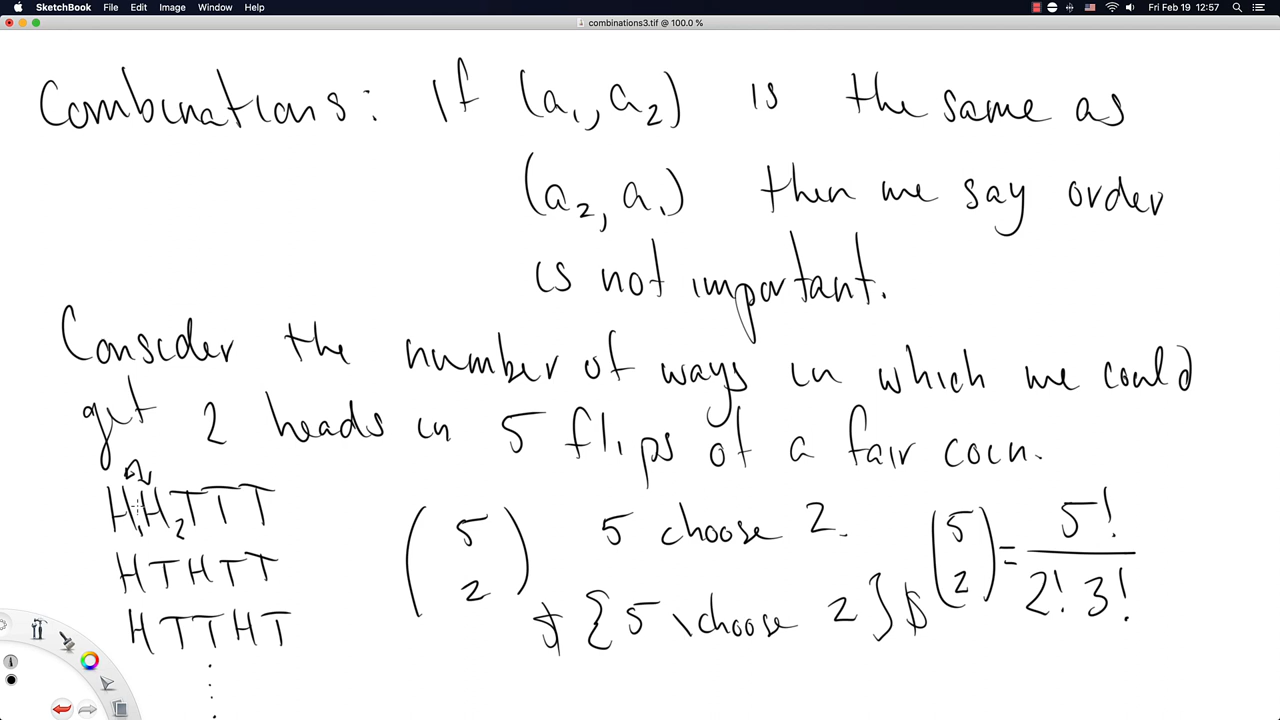 SketchBook File Edit Image Window Help Fri Feb 19 12:57
combinations3.tif @ 100.0 %
Combinations: If (a₁, a₂) is the same as
(a₂, a₁) then we say order
is not important.
Consider the number of ways in which we could
get 2 heads in 5 flips of a fair coin.
H₁H₂TTT
HTHTT
HTTHT
⋮
(5 2) 5 choose 2.
${5 \choose 2}$
(5 2) = 5! / 2! 3!